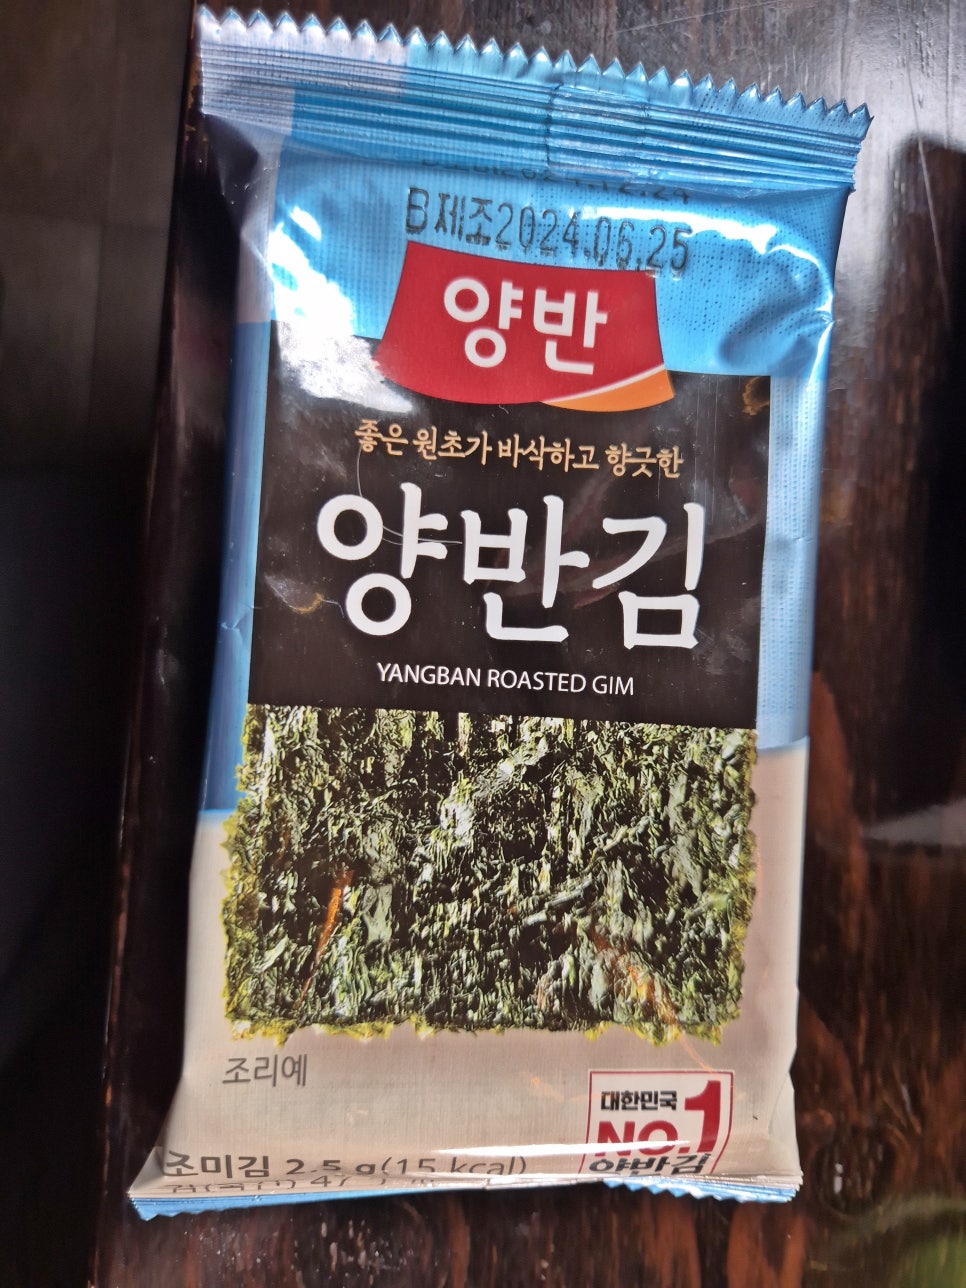 B제조2024.06.25
양반
좋은 원초가 바삭하고 향긋한
양반김
YANGBAN ROASTED GIM
조리예
대한민국
NO.1
양반김
조미김 2.5 g(15 kcal)